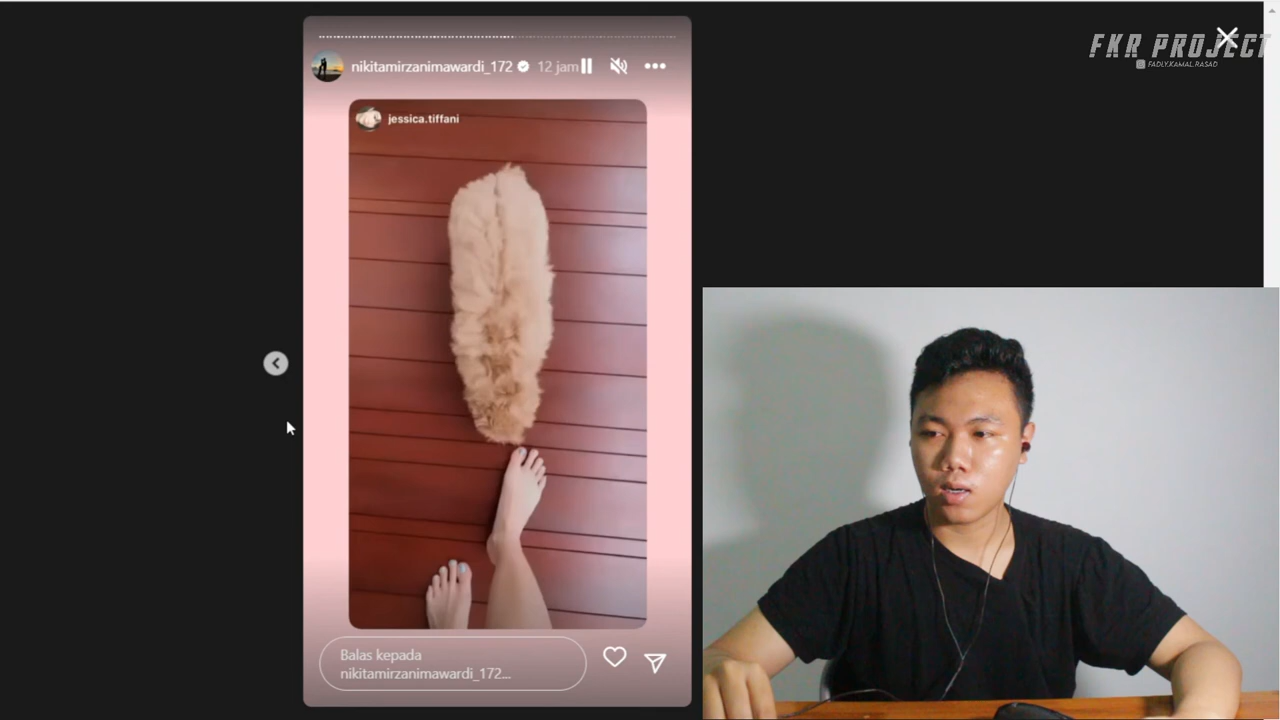 FKR PROJECT
FADLY.KAMAL.RASAD
nikitamirzanimawardi_172 12 jam
jessica.tiffani
Balas kepada
nikitamirzanimawardi_172...